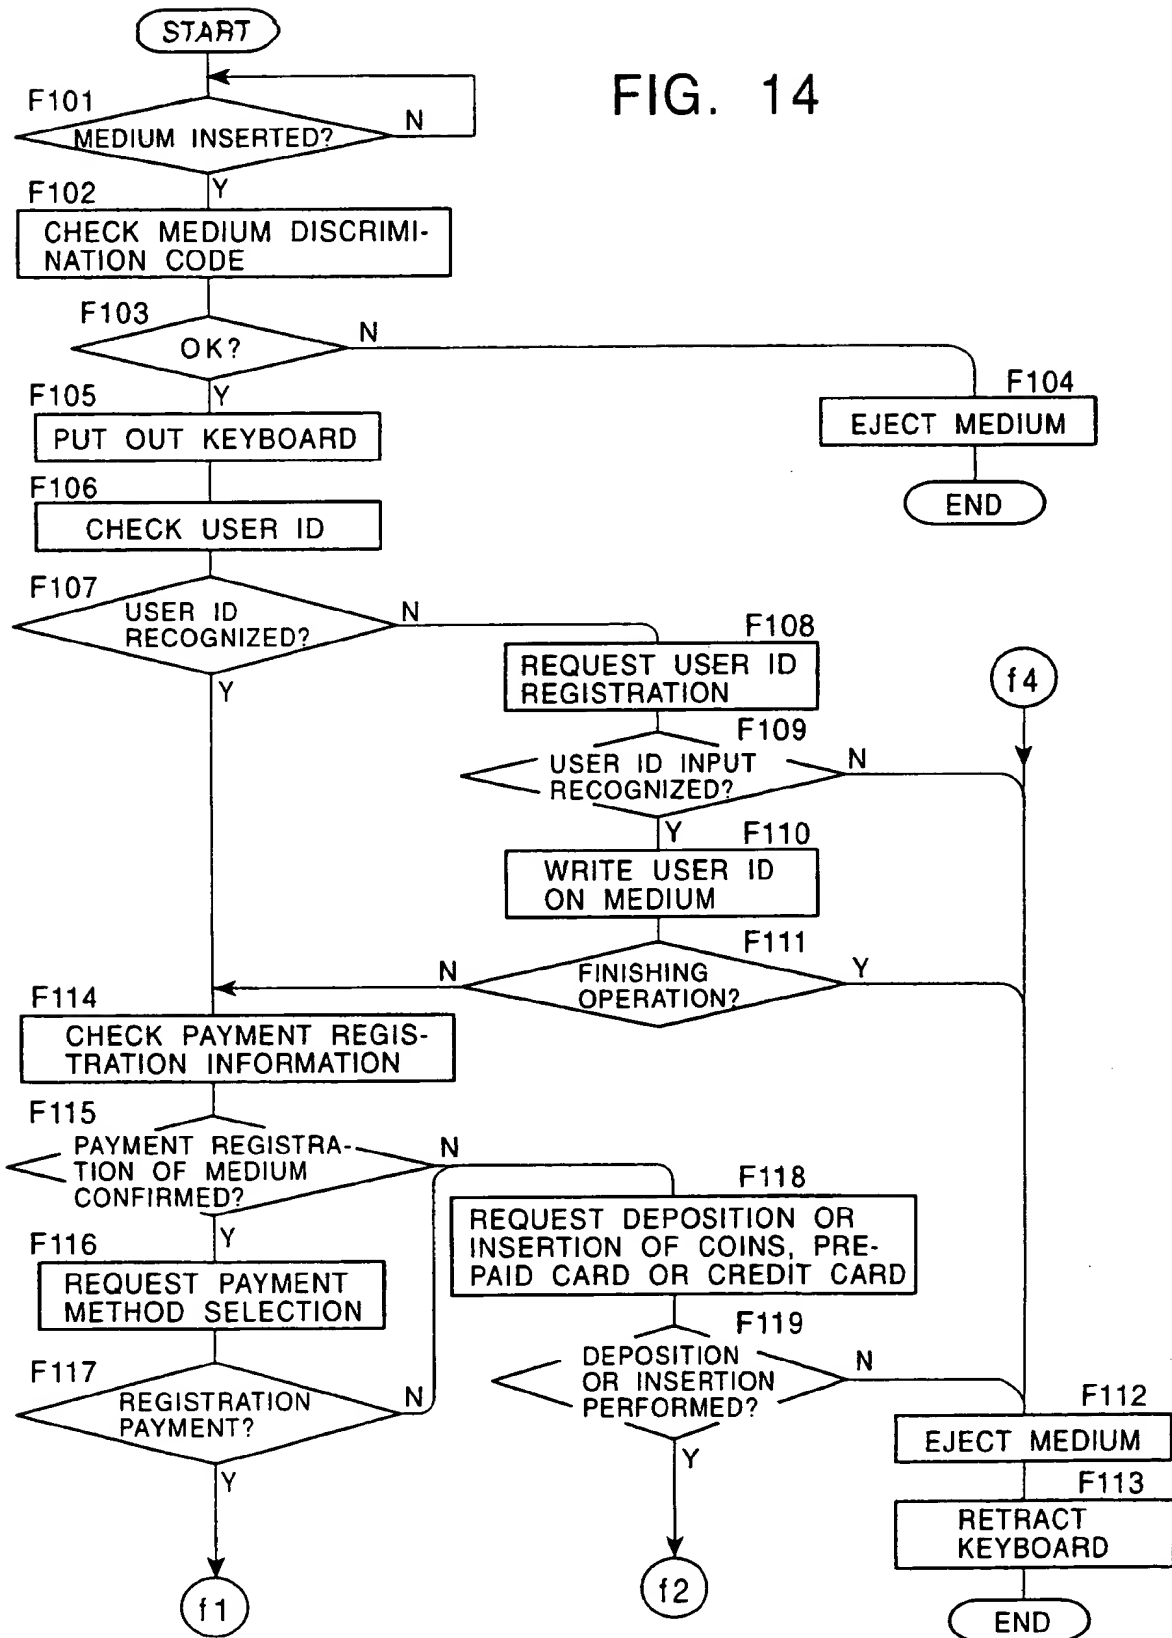 START
FIG. 14
F101
MEDIUM INSERTED?
N
Y
F102
CHECK MEDIUM DISCRIMI-
NATION CODE
F103
OK?
N
Y
F104
EJECT MEDIUM
END
F105
PUT OUT KEYBOARD
F106
CHECK USER ID
F107
USER ID
RECOGNIZED?
N
Y
F108
REQUEST USER ID
REGISTRATION
f4
F109
USER ID INPUT
RECOGNIZED?
N
Y
F110
WRITE USER ID
ON MEDIUM
F111
FINISHING
OPERATION?
N
Y
F114
CHECK PAYMENT REGIS-
TRATION INFORMATION
F115
PAYMENT REGISTRA-
TION OF MEDIUM
CONFIRMED?
N
Y
F116
REQUEST PAYMENT
METHOD SELECTION
F117
REGISTRATION
PAYMENT?
N
Y
f1
F118
REQUEST DEPOSITION OR
INSERTION OF COINS, PRE-
PAID CARD OR CREDIT CARD
F119
DEPOSITION
OR INSERTION
PERFORMED?
N
Y
f2
F112
EJECT MEDIUM
F113
RETRACT
KEYBOARD
END